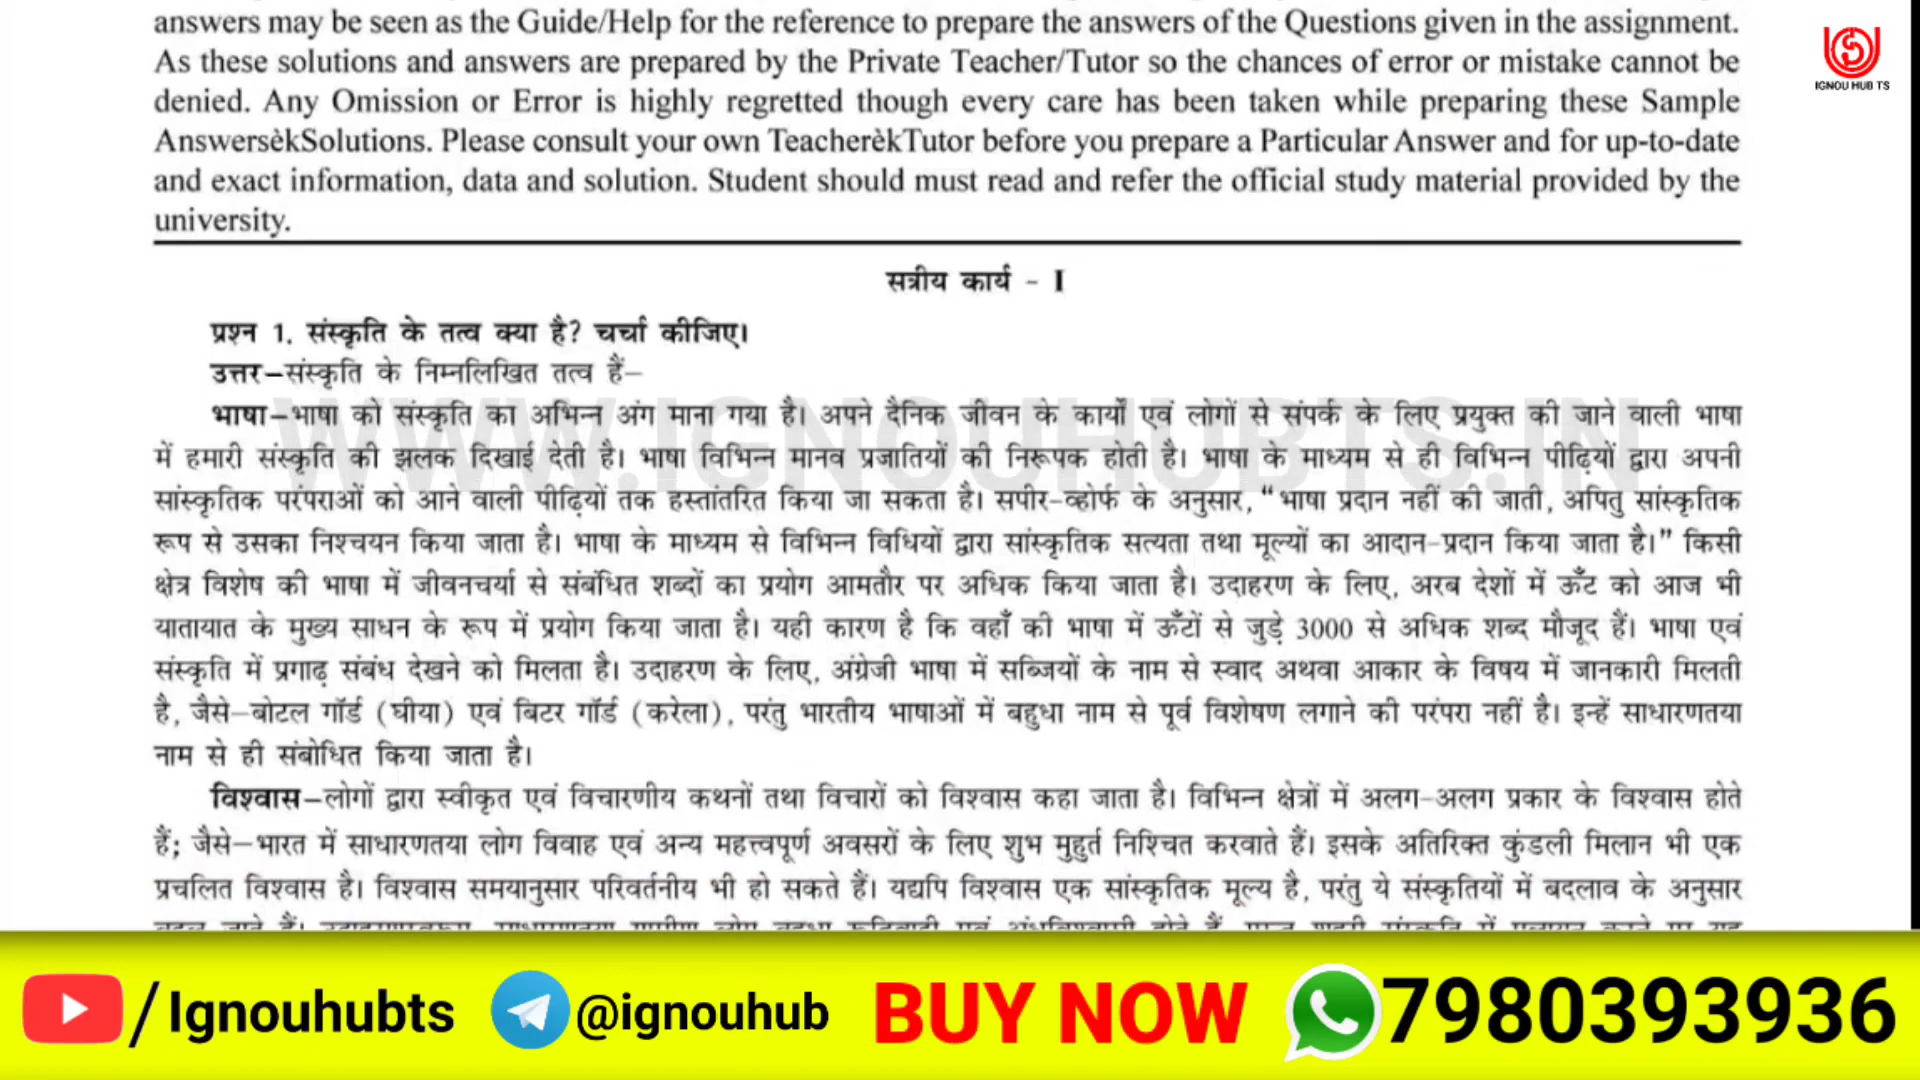 answers may be seen as the Guide/Help for the reference to prepare the answers of the Questions given in the assignment.
As these solutions and answers are prepared by the Private Teacher/Tutor so the chances of error or mistake cannot be
denied. Any Omission or Error is highly regretted though every care has been taken while preparing these Sample
AnswersèkSolutions. Please consult your own TeacherèkTutor before you prepare a Particular Answer and for up-to-date
and exact information, data and solution. Student should must read and refer the official study material provided by the
university.
IGNOU HUB TS
सत्रीय कार्य - I
प्रश्न 1. संस्कृति के तत्व क्या है? चर्चा कीजिए।
उत्तर–संस्कृति के निम्नलिखित तत्व हैं–
भाषा–भाषा को संस्कृति का अभिन्न अंग माना गया है। अपने दैनिक जीवन के कार्यों एवं लोगों से संपर्क के लिए प्रयुक्त की जाने वाली भाषा
में हमारी संस्कृति की झलक दिखाई देती है। भाषा विभिन्न मानव प्रजातियों की निरूपक होती है। भाषा के माध्यम से ही विभिन्न पीढ़ियों द्वारा अपनी
सांस्कृतिक परंपराओं को आने वाली पीढ़ियों तक हस्तांतरित किया जा सकता है। सपीर-व्होर्फ के अनुसार, “भाषा प्रदान नहीं की जाती, अपितु सांस्कृतिक
रूप से उसका निश्चयन किया जाता है। भाषा के माध्यम से विभिन्न विधियों द्वारा सांस्कृतिक सत्यता तथा मूल्यों का आदान-प्रदान किया जाता है।” किसी
क्षेत्र विशेष की भाषा में जीवनचर्या से संबंधित शब्दों का प्रयोग आमतौर पर अधिक किया जाता है। उदाहरण के लिए, अरब देशों में ऊँट को आज भी
यातायात के मुख्य साधन के रूप में प्रयोग किया जाता है। यही कारण है कि वहाँ की भाषा में ऊँटों से जुड़े 3000 से अधिक शब्द मौजूद हैं। भाषा एवं
संस्कृति में प्रगाढ़ संबंध देखने को मिलता है। उदाहरण के लिए, अंग्रेजी भाषा में सब्जियों के नाम से स्वाद अथवा आकार के विषय में जानकारी मिलती
है, जैसे–बोटल गॉर्ड (घीया) एवं बिटर गॉर्ड (करेला), परंतु भारतीय भाषाओं में बहुधा नाम से पूर्व विशेषण लगाने की परंपरा नहीं है। इन्हें साधारणतया
नाम से ही संबोधित किया जाता है।
विश्वास–लोगों द्वारा स्वीकृत एवं विचारणीय कथनों तथा विचारों को विश्वास कहा जाता है। विभिन्न क्षेत्रों में अलग-अलग प्रकार के विश्वास होते
हैं; जैसे–भारत में साधारणतया लोग विवाह एवं अन्य महत्त्वपूर्ण अवसरों के लिए शुभ मुहुर्त निश्चित करवाते हैं। इसके अतिरिक्त कुंडली मिलान भी एक
प्रचलित विश्वास है। विश्वास समयानुसार परिवर्तनीय भी हो सकते हैं। यद्यपि विश्वास एक सांस्कृतिक मूल्य है, परंतु ये संस्कृतियों में बदलाव के अनुसार
WWW.IGNOUHUBTS.IN
/Ignouhubts @ignouhub BUY NOW 7980393936